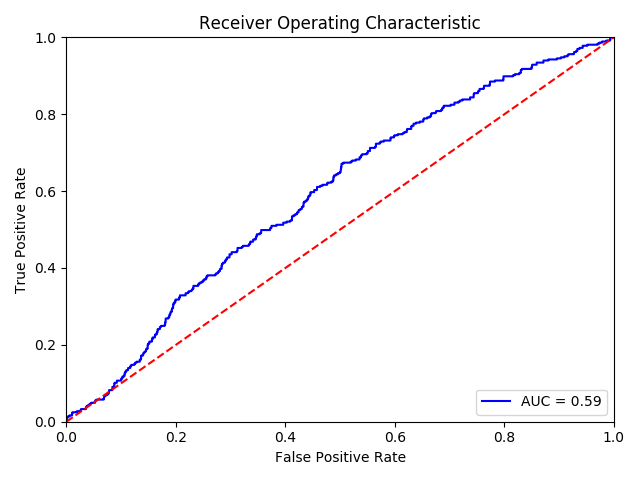 Receiver Operating Characteristic
1.0
0.8
0.6
0.4
0.2
0.0
True Positive Rate
AUC = 0.59
0.0 0.2 0.4 0.6 0.8 1.0
False Positive Rate